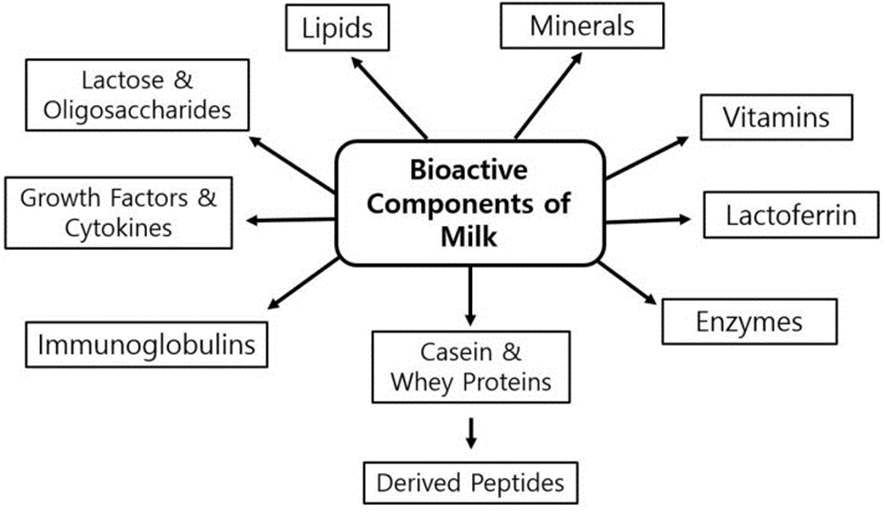 Lipids
Minerals
Lactose &
Oligosaccharides
Vitamins
Bioactive
Components of
Milk
Growth Factors &
Cytokines
Lactoferrin
Immunoglobulins
Enzymes
Casein &
Whey Proteins
Derived Peptides